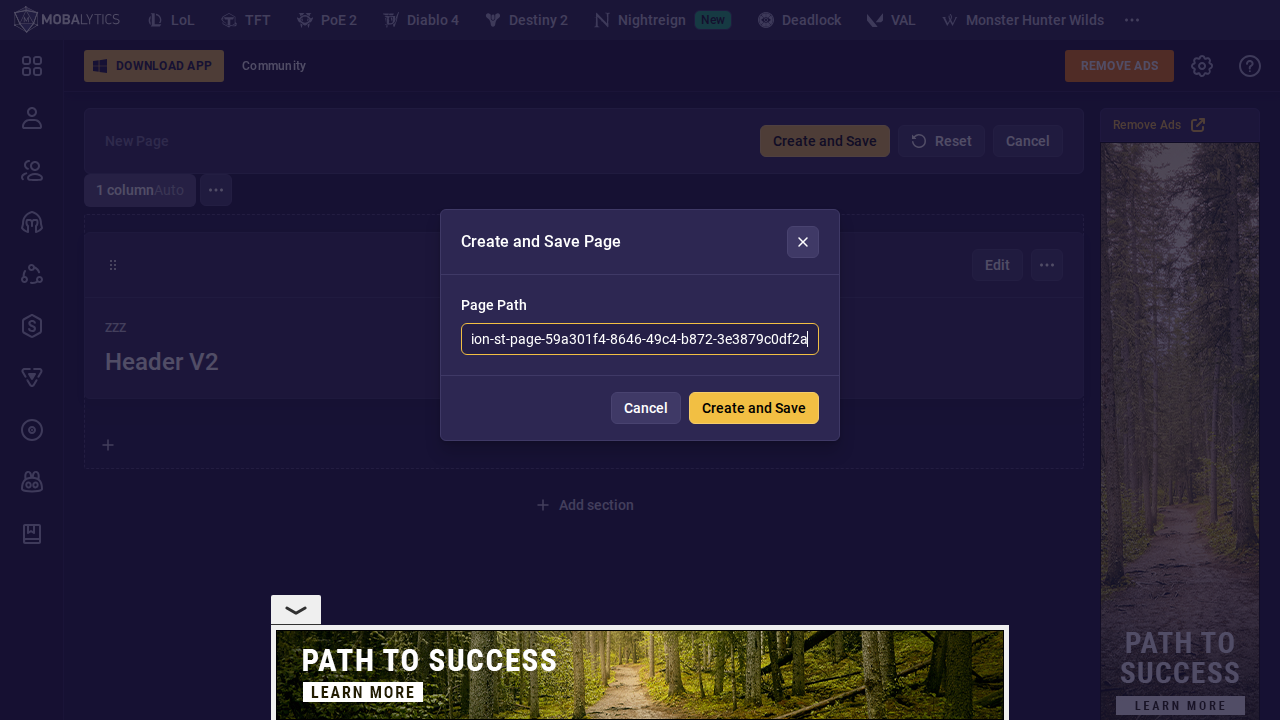 MOBALYTICS
LoL
TFT
PoE 2
Diablo 4
Destiny 2
Nightreign New
Deadlock
VAL
Monster Hunter Wilds
DOWNLOAD APP
Community
REMOVE ADS
New Page
Create and Save
Reset
Cancel
Remove Ads
1 columnAuto
Create and Save Page
Edit
Page Path
ion-st-page-59a301f4-8646-49c4-b872-3e3879c0df2a
ZZZ
Header V2
Cancel
Create and Save
Add section
PATH TO SUCCESS
LEARN MORE
PATH TO
SUCCESS
LEARN MORE